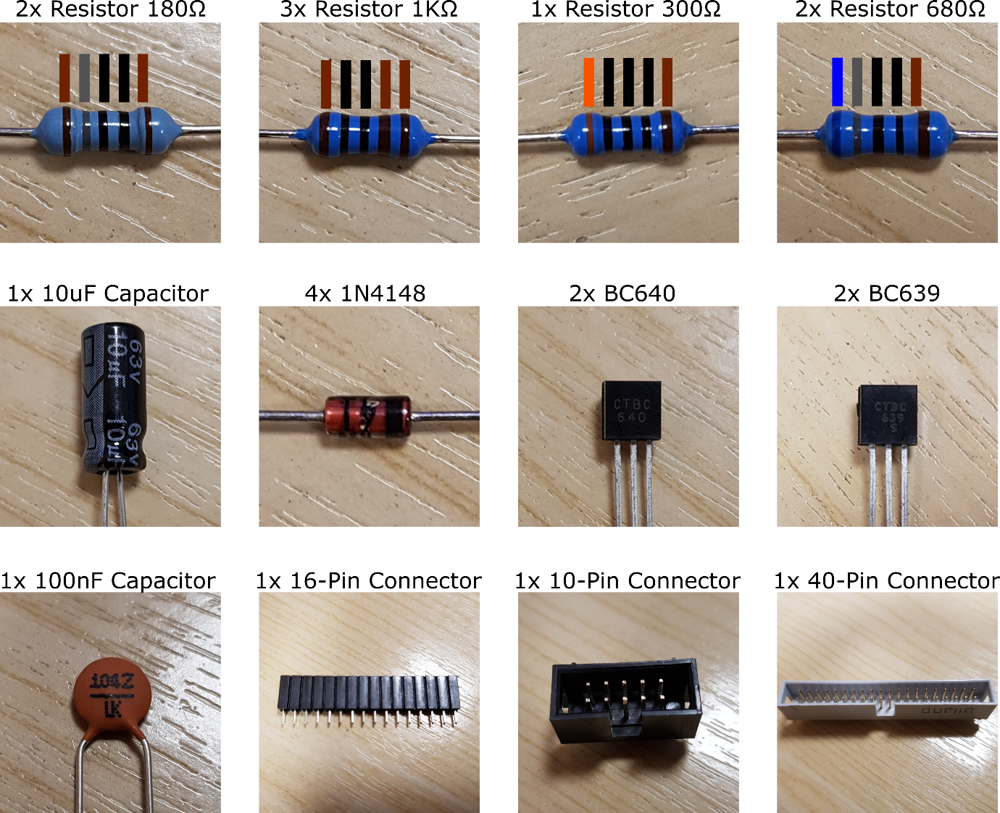 2x Resistor 180Ω
3x Resistor 1KΩ
1x Resistor 300Ω
2x Resistor 680Ω
1x 10uF Capacitor
4x 1N4148
2x BC640
2x BC639
63v 63v
10uF 10uF
CTBC
640
CTBC
639
S
1x 100nF Capacitor
1x 16-Pin Connector
1x 10-Pin Connector
1x 40-Pin Connector
104Z
LK
OUPIIN